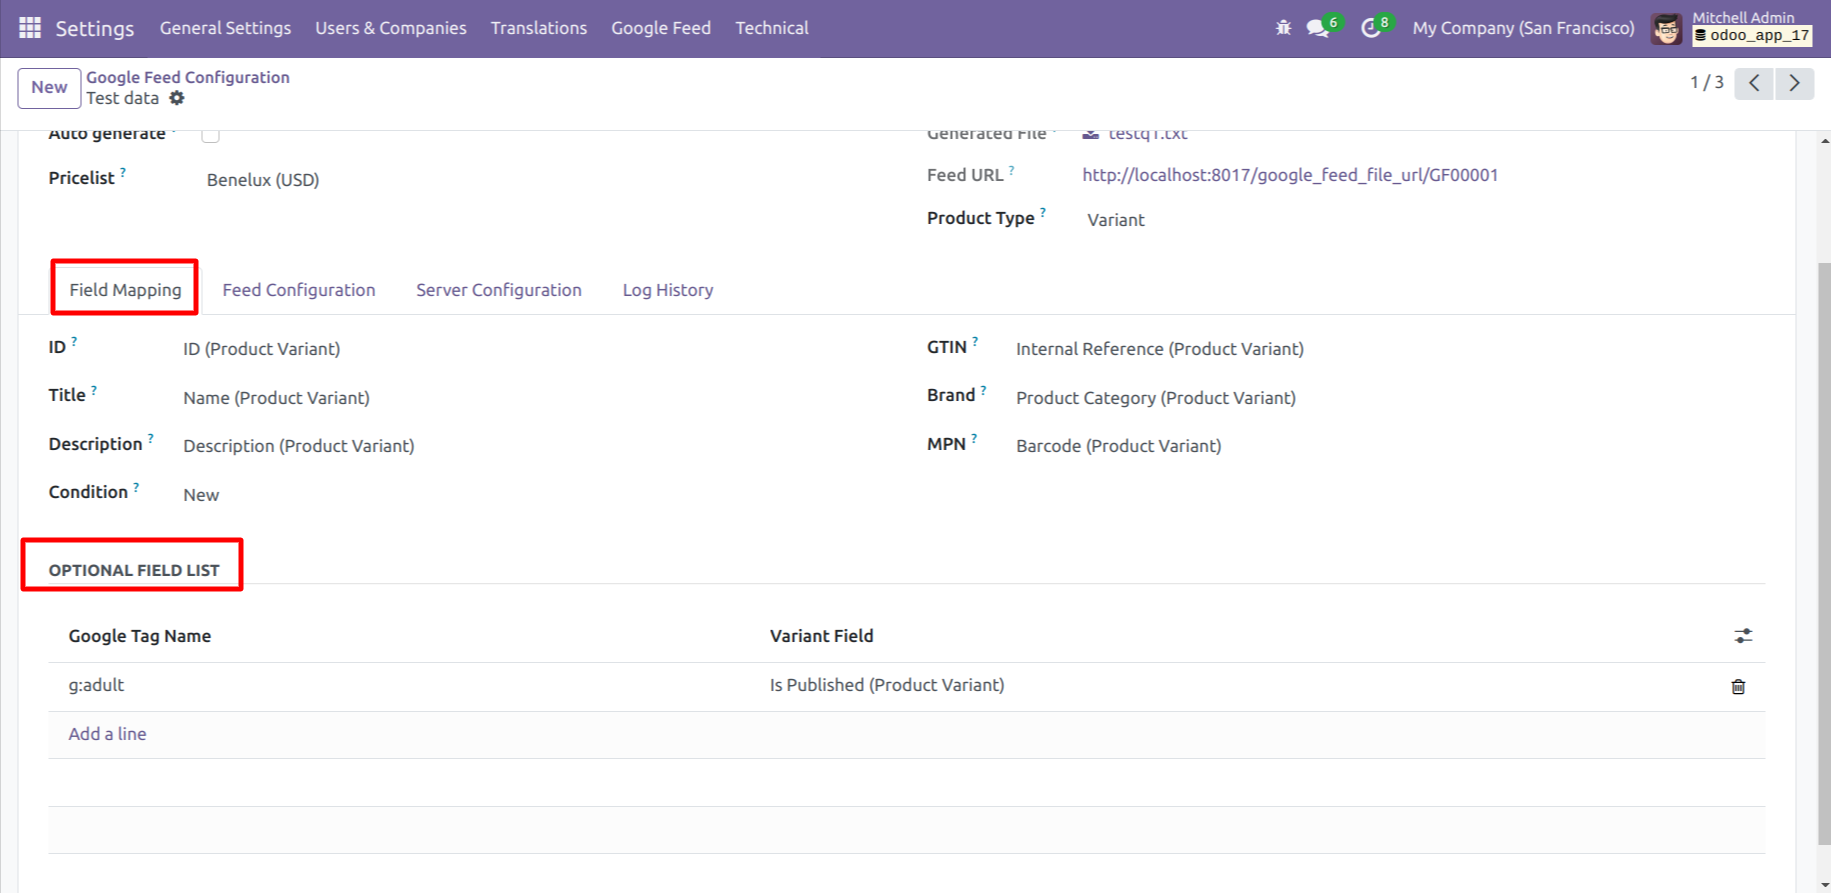 Settings General Settings Users & Companies Translations Google Feed Technical 6 8 My Company (San Francisco) Mitchell Admin
odoo_app_17
New Google Feed Configuration
Test data 1 / 3
Auto generate ? Generated File ? testq1.txt
Pricelist ? Benelux (USD) Feed URL ? http://localhost:8017/google_feed_file_url/GF00001
Product Type ? Variant
Field Mapping Feed Configuration Server Configuration Log History
ID ? ID (Product Variant) GTIN ? Internal Reference (Product Variant)
Title ? Name (Product Variant) Brand ? Product Category (Product Variant)
Description ? Description (Product Variant) MPN ? Barcode (Product Variant)
Condition ? New
OPTIONAL FIELD LIST
Google Tag Name Variant Field
g:adult Is Published (Product Variant)
Add a line